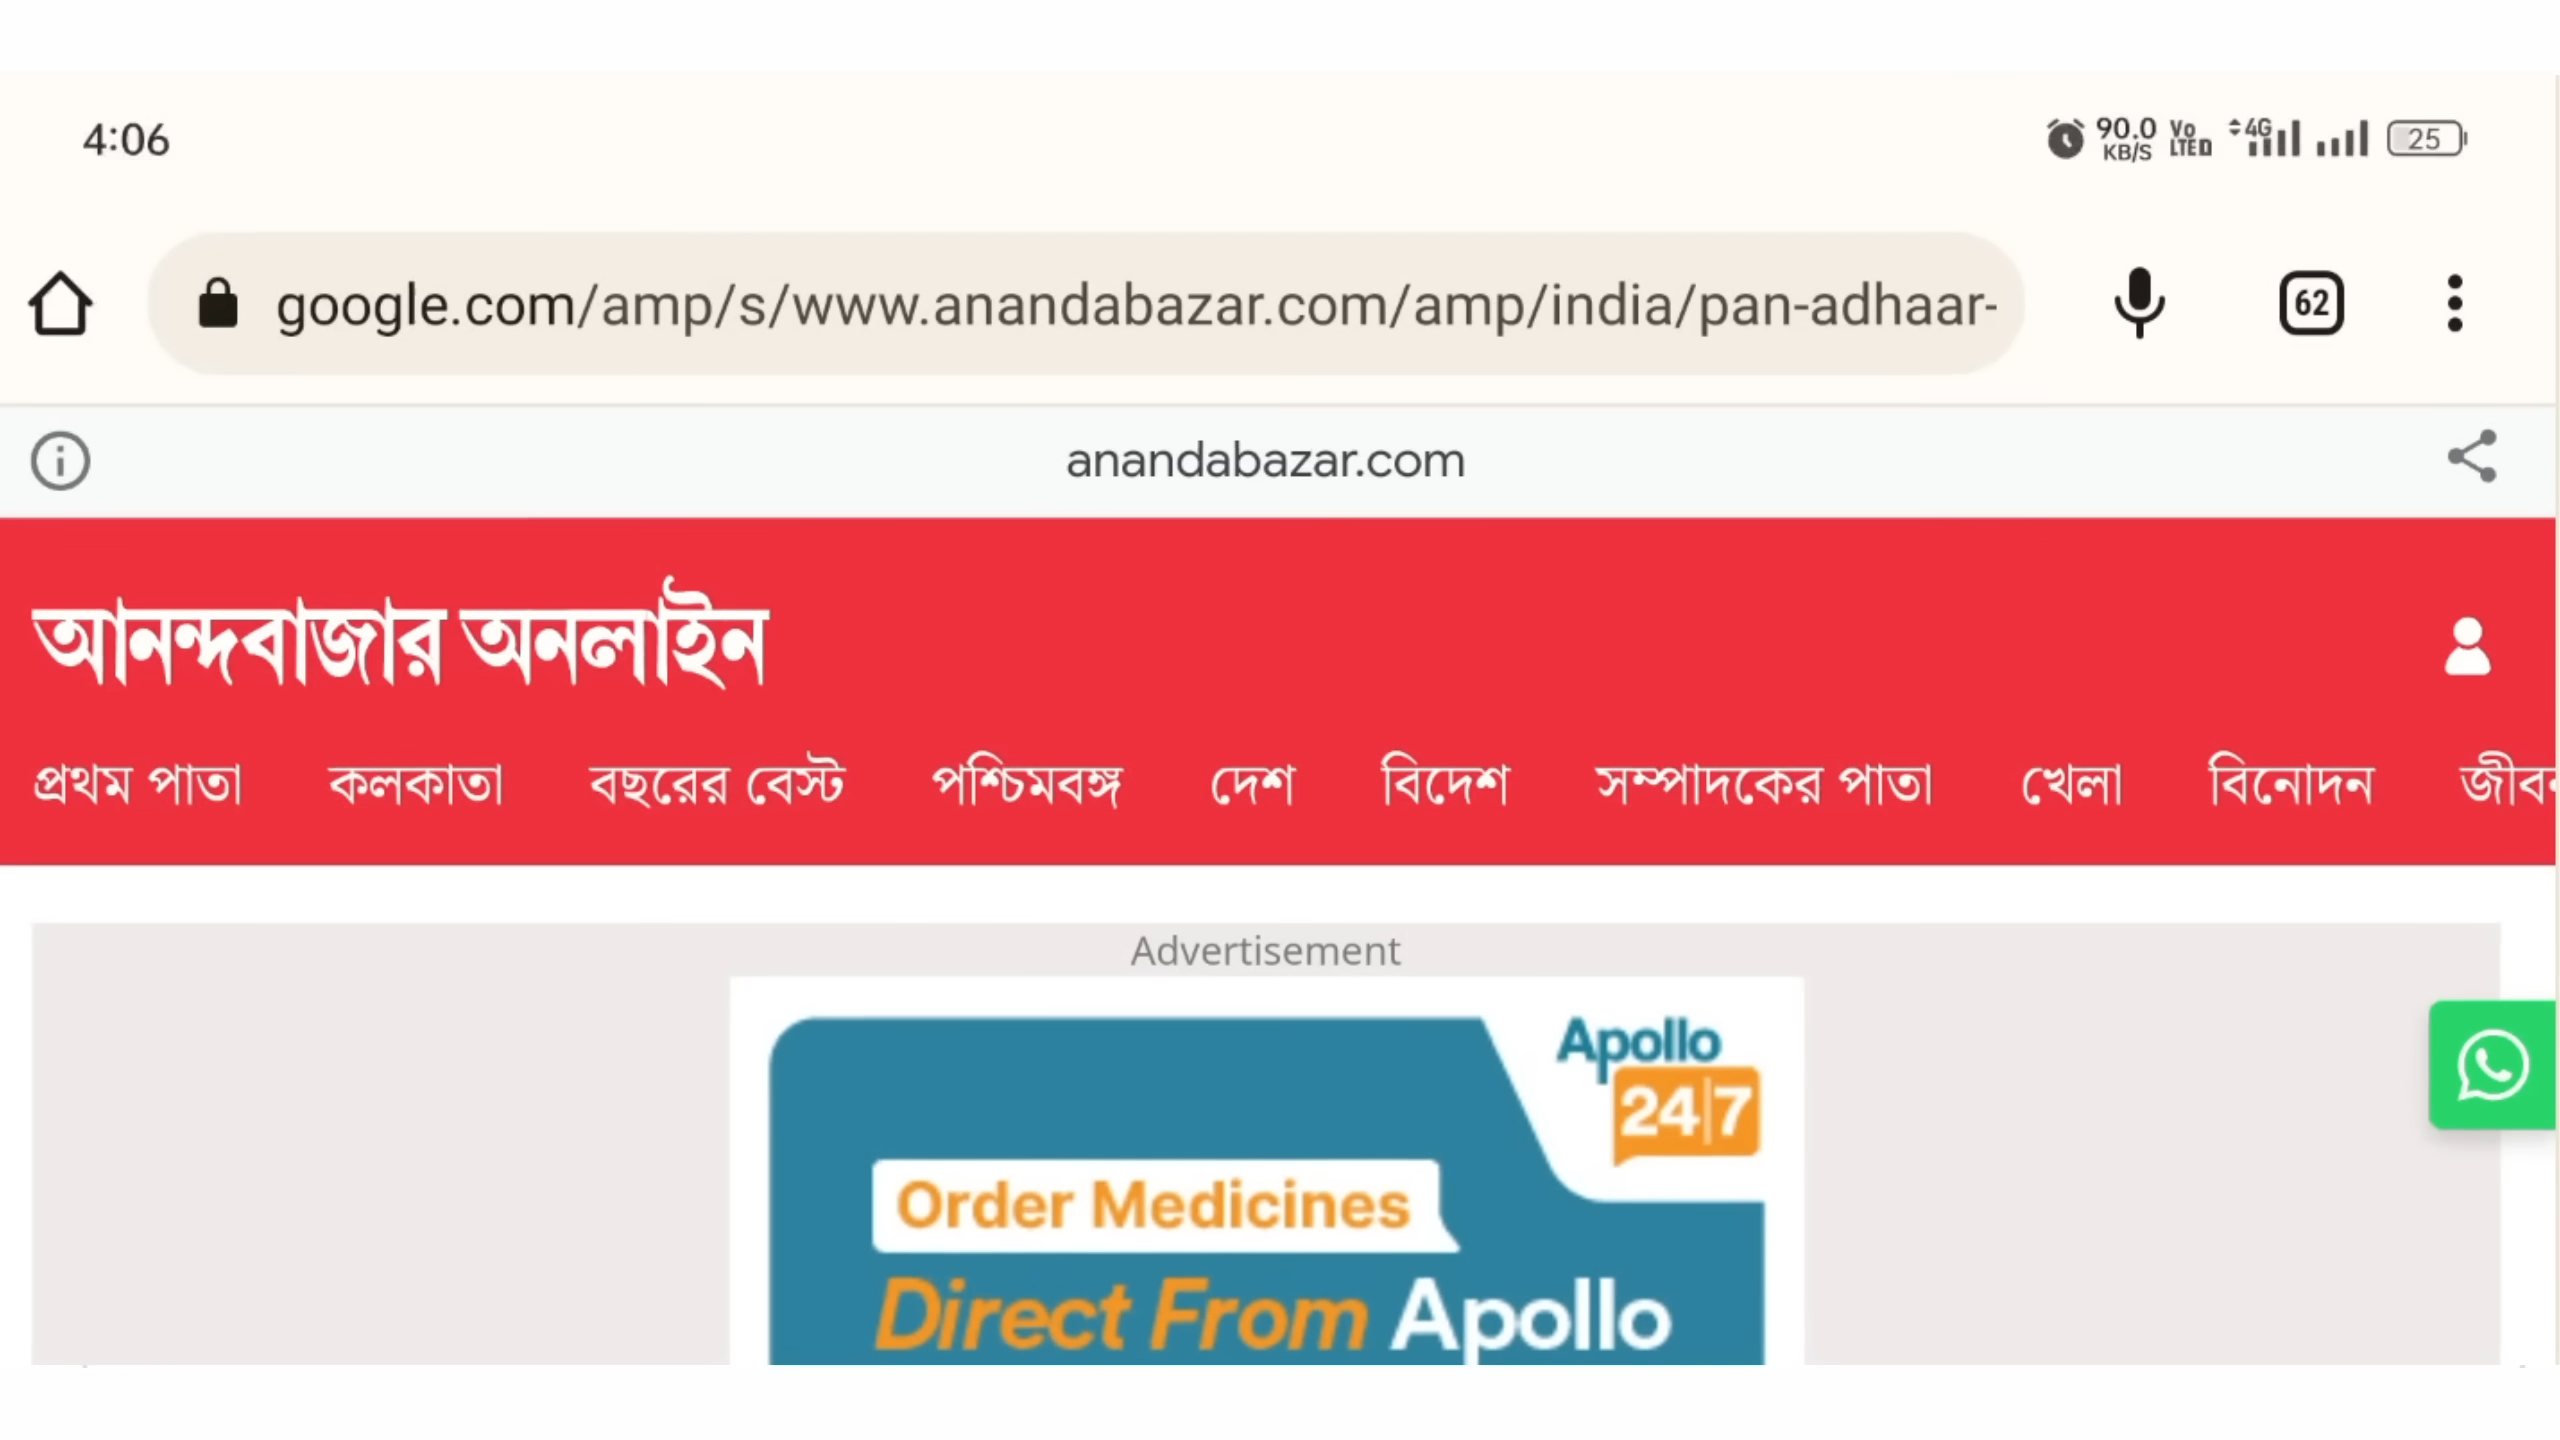 4:06
90.0
KB/S
Vo
LTE
4G
25
google.com/amp/s/www.anandabazar.com/amp/india/pan-adhaar-
62
anandabazar.com
আনন্দবাজার অনলাইন
প্রথম পাতা কলকাতা বছরের বেস্ট পশ্চিমবঙ্গ দেশ বিদেশ সম্পাদকের পাতা খেলা বিনোদন
Advertisement
Apollo
24|7
Order Medicines
Direct From Apollo